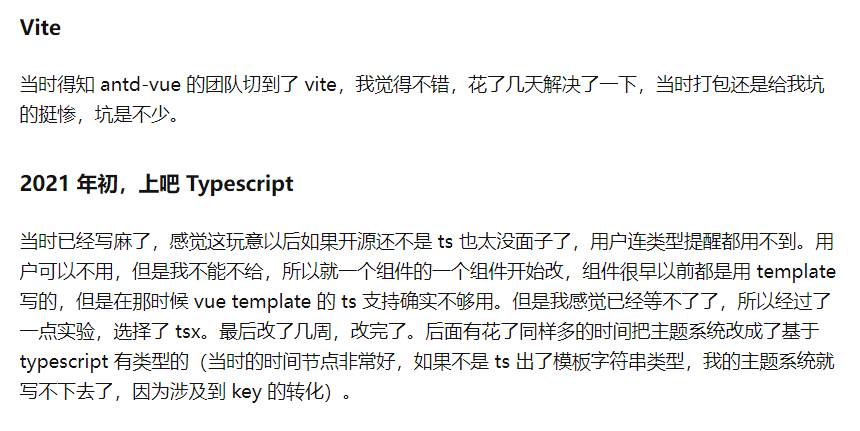 Vite
当时得知 antd-vue 的团队切到了 vite，我觉得不错，花了几天解决了一下，当时打包还是给我坑
的挺惨，坑是不少。
2021 年初，上吧 Typescript
当时已经写麻了，感觉这玩意以后如果开源还不是 ts 也太没面子了，用户连类型提醒都用不到。用
户可以不用，但是我不能不给，所以就一个组件的一个组件开始改，组件很早以前都是用 template
写的，但是在那时候 vue template 的 ts 支持确实不够用。但是我感觉已经等不了了，所以经过了
一点实验，选择了 tsx。最后改了几周，改完了。后面有花了同样多的时间把主题系统改成了基于
typescript 有类型的（当时的时间节点非常好，如果不是 ts 出了模板字符串类型，我的主题系统就
写不下去了，因为涉及到 key 的转化）。